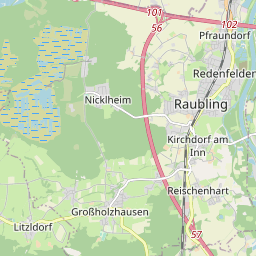 101
56
102
Pfraundorf
Redenfelden
Nicklheim
Raubling
Kirchdorf am
Inn
Reischenhart
Großholzhausen
Litzldorf
57